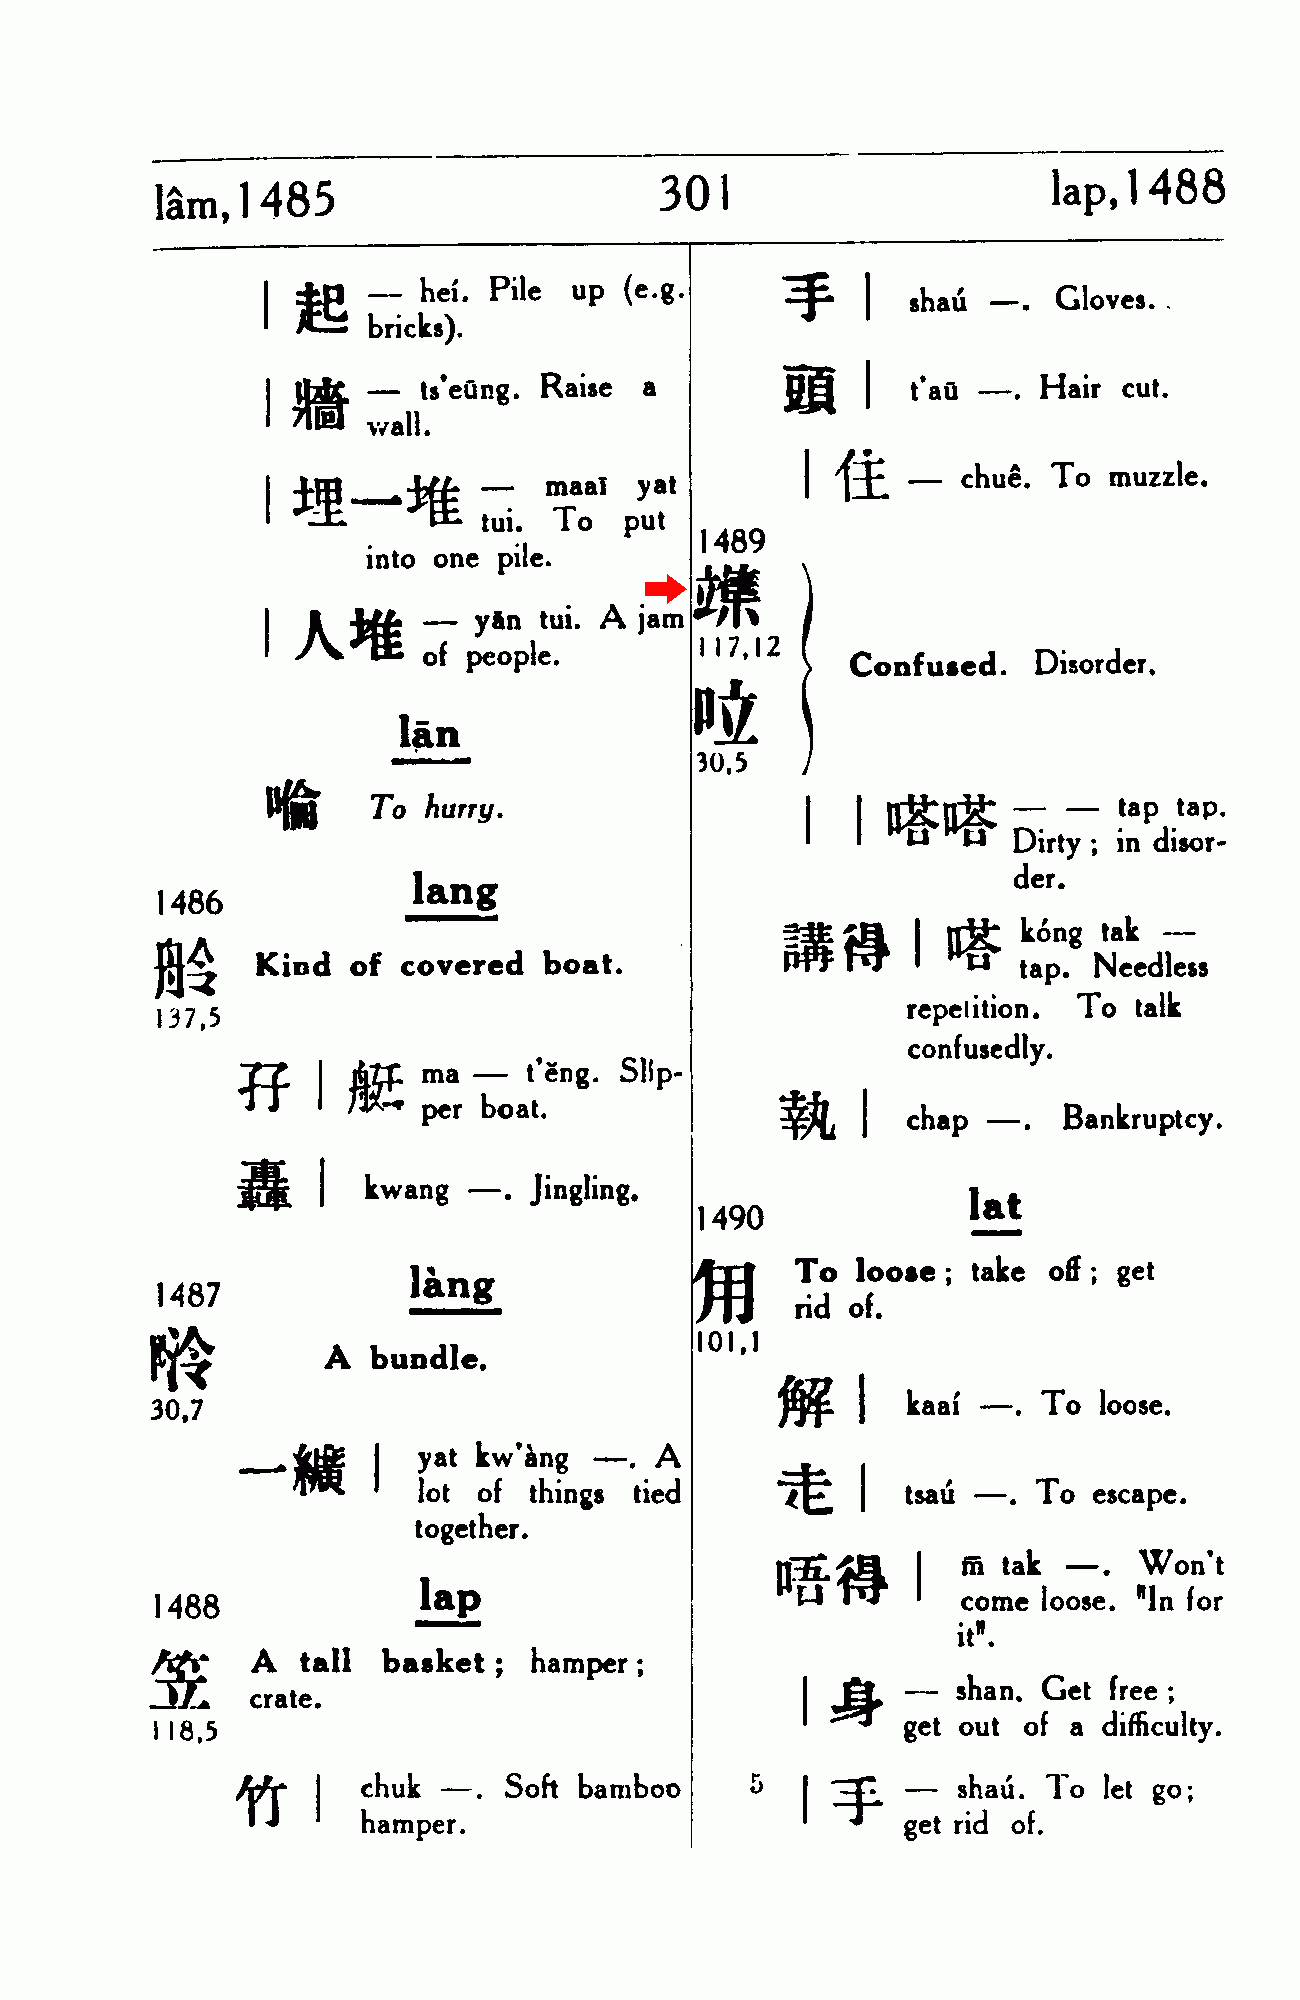 lâm,1485 301 lap,1488
| 起 — heí. Pile up (e.g.
bricks).
| 牆 — ts'eūng. Raise a
wall.
| 埋一堆 — maaī yat
tui. To put
into one pile.
| 人堆 — yān tui. A jam
of people.
lān
To hurry.
1486 lang
舲 Kind of covered boat.
137,5
孖 | 艇 ma — t'ĕng. Slip-
per boat.
轟 | kwang —. Jingling.
1487 làng
A bundle.
30,7
一纊 | yat kw'àng —. A
lot of things tied
together.
1488 lap
笠 A tall basket; hamper;
crate.
118,5
竹 | chuk —. Soft bamboo
hamper.
手 | shaú —. Gloves.
頭 | t'aū —. Hair cut.
| 住 — chuê. To muzzle.
1489
117,12
Confused. Disorder.
㕸
30,5
| | 嗒嗒 — — tap tap.
Dirty; in disor-
der.
講得 | 嗒 kóng tak —
tap. Needless
repetition. To talk
confusedly.
執 | chap —. Bankruptcy.
1490 lat
甩 To loose; take off; get
rid of.
101,1
解 | kaaí —. To loose.
走 | tsaú —. To escape.
唔得 | m̄ tak —. Won't
come loose. "In for
it".
| 身 — shan. Get free;
get out of a difficulty.
5 | 手 — shaú. To let go;
get rid of.